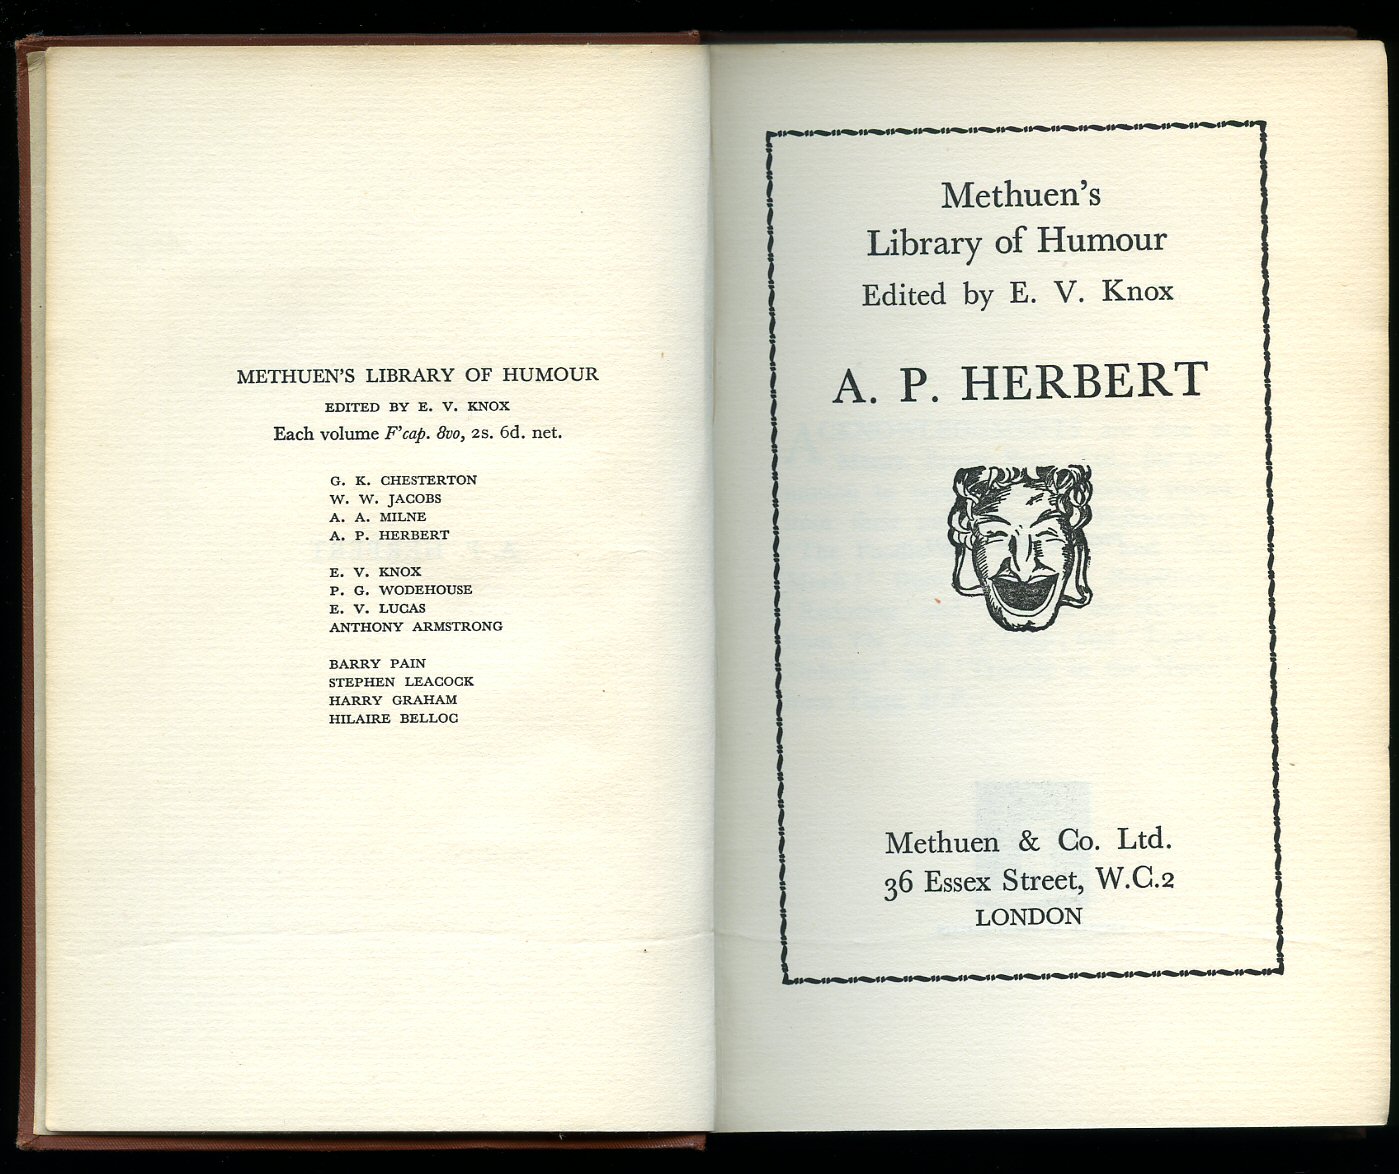 METHUEN'S LIBRARY OF HUMOUR
EDITED BY E. V. KNOX
Each volume F'cap. 8vo, 2s. 6d. net.
G. K. CHESTERTON
W. W. JACOBS
A. A. MILNE
A. P. HERBERT
E. V. KNOX
P. G. WODEHOUSE
E. V. LUCAS
ANTHONY ARMSTRONG
BARRY PAIN
STEPHEN LEACOCK
HARRY GRAHAM
HILAIRE BELLOC
Methuen's
Library of Humour
Edited by E. V. Knox
A. P. HERBERT
Methuen & Co. Ltd.
36 Essex Street, W.C.2
LONDON